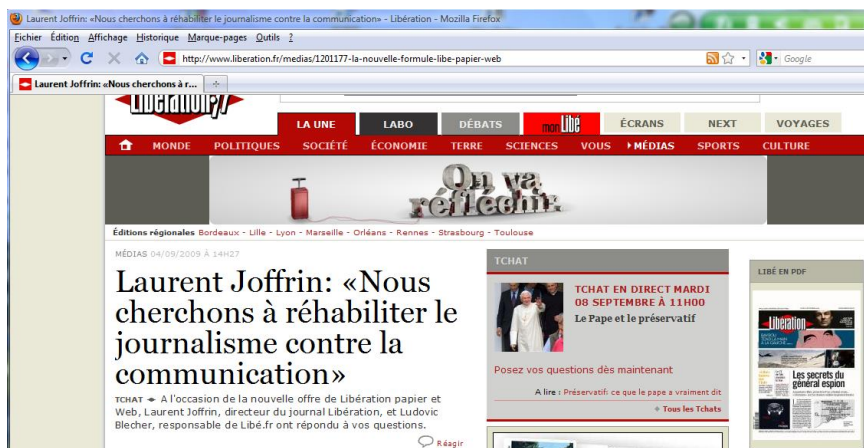 Laurent Joffrin: «Nous cherchons à réhabiliter le journalisme contre la communication» - Libération - Mozilla Firefox
Fichier Édition Affichage Historique Marque-pages Outils ?
http://www.liberation.fr/medias/1201177-la-nouvelle-formule-libe-papier-web
Google
Laurent Joffrin: «Nous cherchons à r...
Libération
LA UNE LABO DÉBATS mon Libé ÉCRANS NEXT VOYAGES
MONDE POLITIQUES SOCIÉTÉ ÉCONOMIE TERRE SCIENCES VOUS MÉDIAS SPORTS CULTURE
On va
réfléchir.
Éditions régionales Bordeaux - Lille - Lyon - Marseille - Orléans - Rennes - Strasbourg - Toulouse
MÉDIAS 04/09/2009 À 14H27
Laurent Joffrin: «Nous
cherchons à réhabiliter le
journalisme contre la
communication»
TCHAT A l'occasion de la nouvelle offre de Libération papier et
Web, Laurent Joffrin, directeur du journal Libération, et Ludovic
Blecher, responsable de Libé.fr ont répondu à vos questions.
Réagir
TCHAT
TCHAT EN DIRECT MARDI
08 SEPTEMBRE À 11H00
Le Pape et le préservatif
Posez vos questions dès maintenant
A lire : Préservatif: ce que le pape a vraiment dit
Tous les Tchats
LIBÉ EN PDF
Libération
Les secrets du
général espion